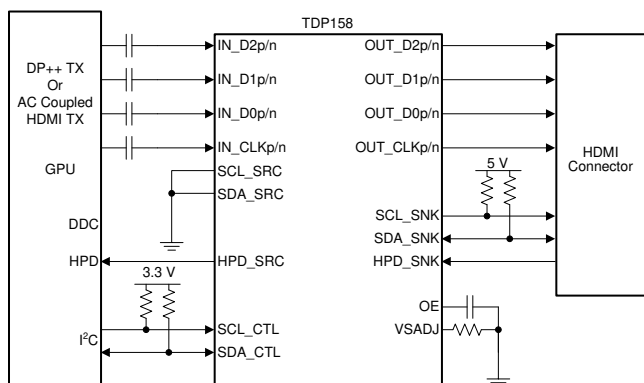 TDP158
DP++ TX
Or
AC Coupled
HDMI TX
GPU
DDC
HPD
I²C
IN_D2p/n
IN_D1p/n
IN_D0p/n
IN_CLKp/n
SCL_SRC
SDA_SRC
HPD_SRC
3.3 V
SCL_CTL
SDA_CTL
OUT_D2p/n
OUT_D1p/n
OUT_D0p/n
OUT_CLKp/n
5 V
SCL_SNK
SDA_SNK
HPD_SNK
OE
VSADJ
HDMI
Connector